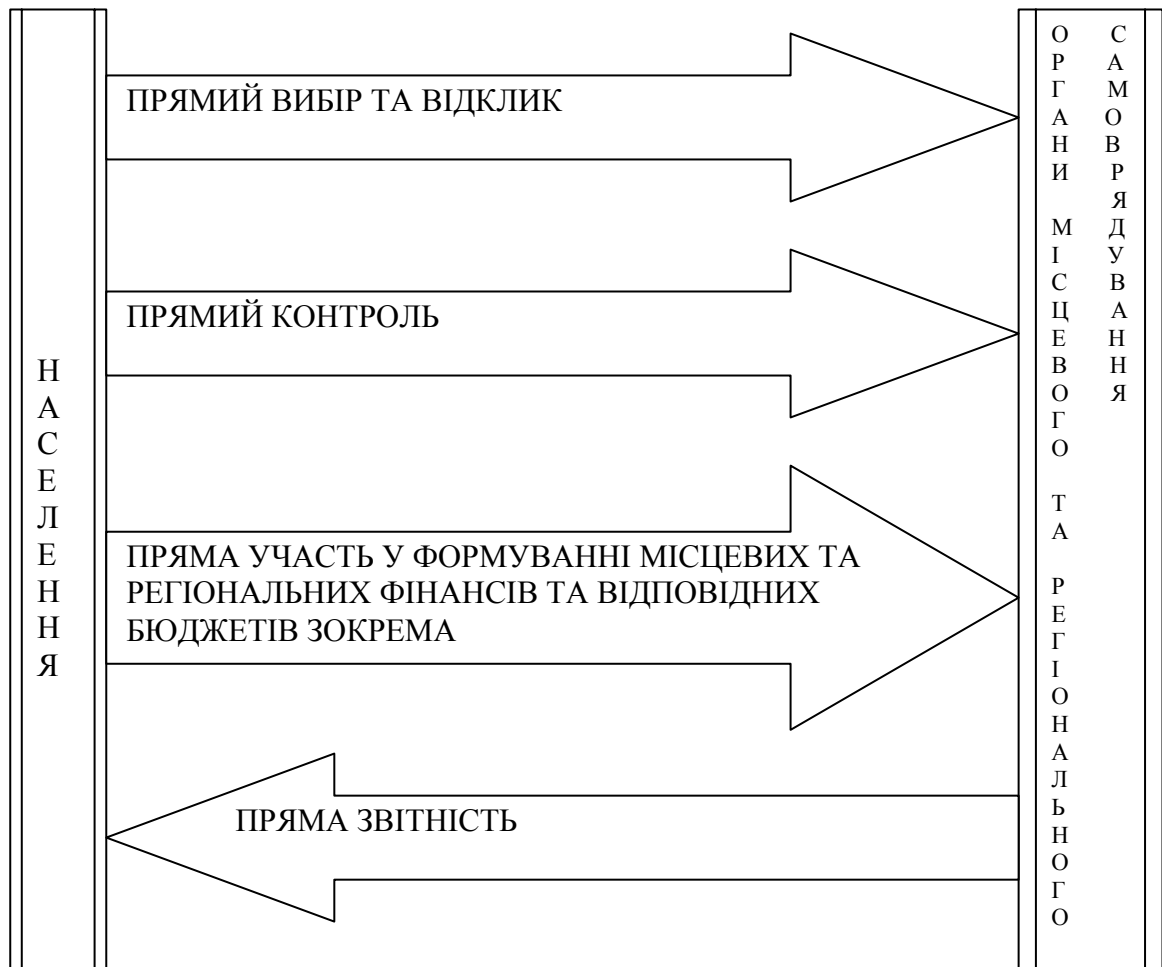 НАСЕЛЕННЯ
ПРЯМИЙ ВИБІР ТА ВІДКЛИК
ПРЯМИЙ КОНТРОЛЬ
ПРЯМА УЧАСТЬ У ФОРМУВАННІ МІСЦЕВИХ ТА
РЕГІОНАЛЬНИХ ФІНАНСІВ ТА ВІДПОВІДНИХ
БЮДЖЕТІВ ЗОКРЕМА
ПРЯМА ЗВІТНІСТЬ
ОРГАНИ МІСЦЕВОГО ТА РЕГІОНАЛЬНОГО
САМОВРЯДУВАННЯ